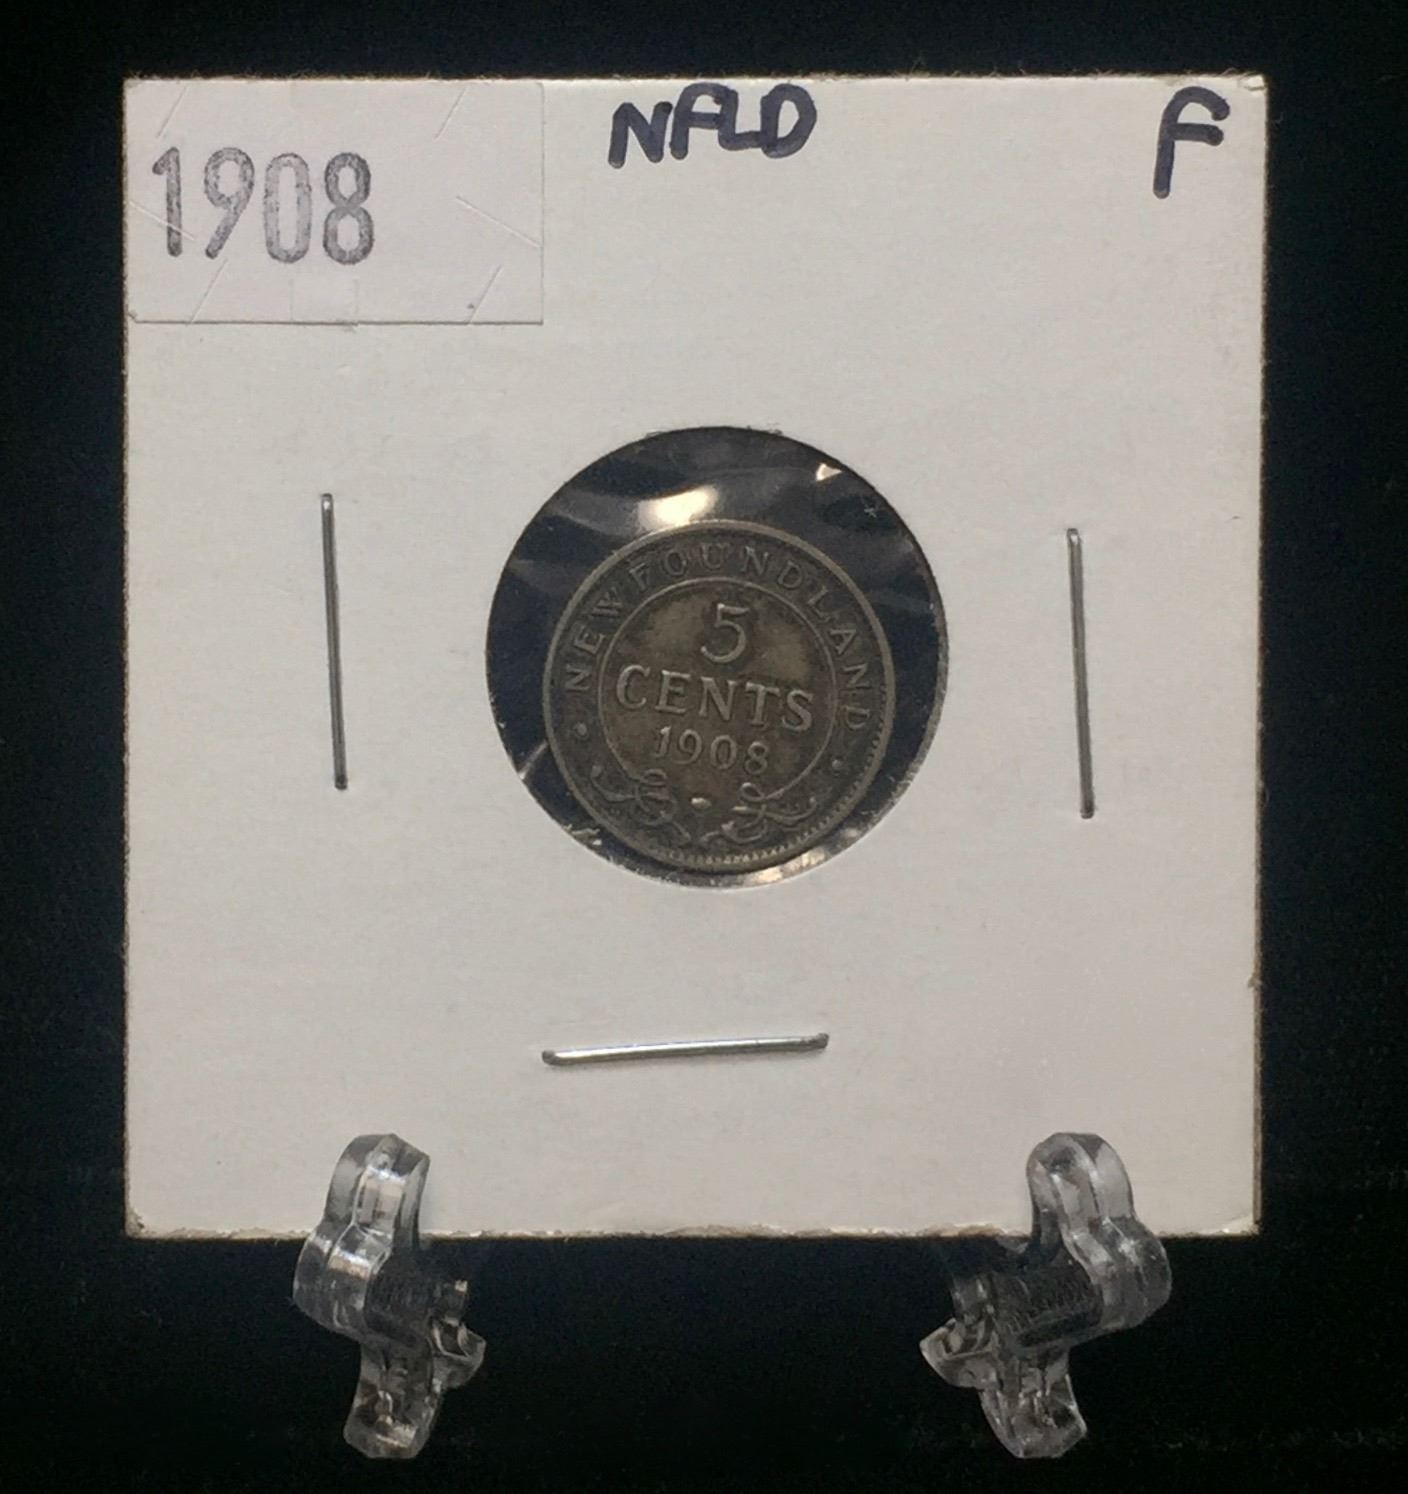 1908
NFLD
F
NEWFOUNDLAND
5
CENTS
1908